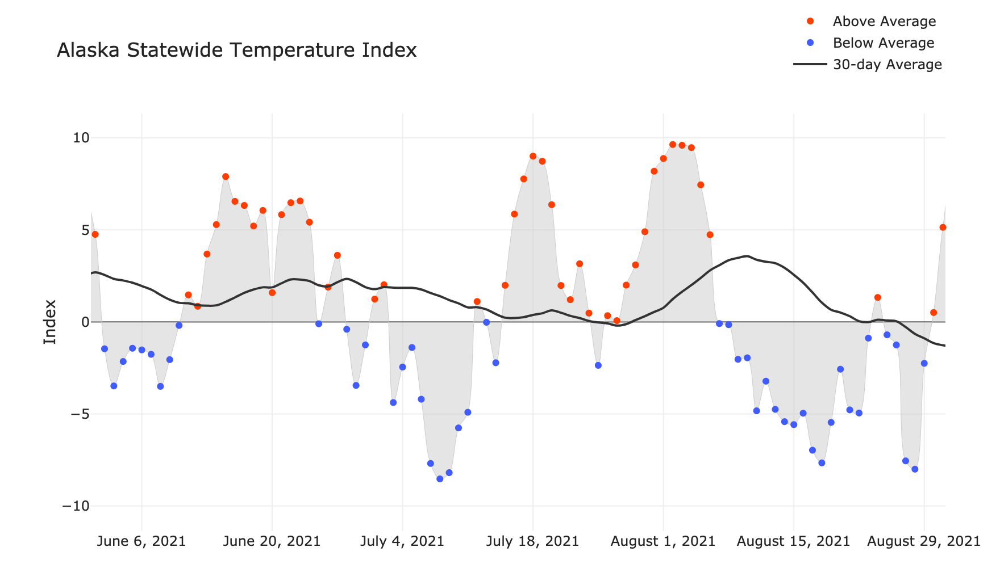 Above Average
Below Average
30-day Average
Alaska Statewide Temperature Index
Index
10
5
0
−5
−10
June 6, 2021
June 20, 2021
July 4, 2021
July 18, 2021
August 1, 2021
August 15, 2021
August 29, 2021